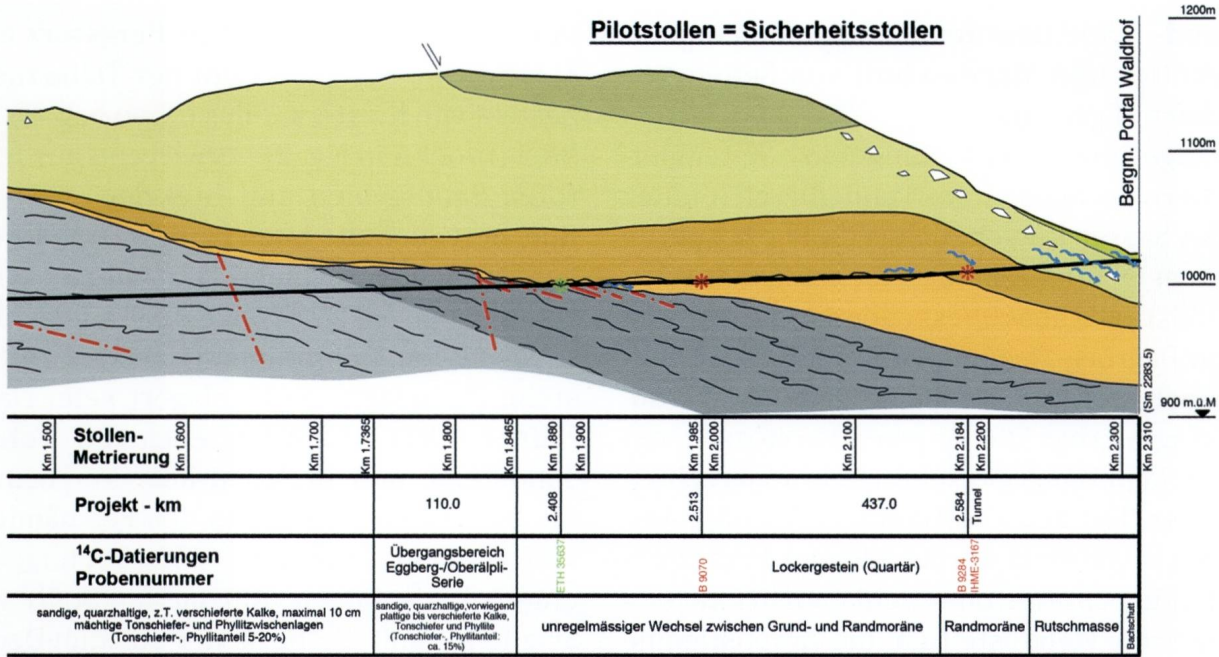 Pilotstollen = Sicherheitsstollen
Bergm. Portal Waldhof
1200m
1100m
1000m
900 m.ü.M
(Sm 2283.5)
Stollen-
Metrierung
Km 1.500
Km 1.600
Km 1.700
Km 1.7365
Km 1.800
Km 1.8465
Km 1.880
Km 1.900
Km 1.985
Km 2.000
Km 2.100
Km 2.184
Km 2.200
Km 2.300
Km 2.310
Projekt - km
110.0
2.408
2.513
437.0
2.584
Tunnel
¹⁴C-Datierungen
Probennummer
Übergangsbereich
Eggberg-/Oberälpli-
Serie
ETH 35637
B 9070
Lockergestein (Quartär)
B 9284
IHME-3167
sandige, quarzhaltige, z.T. verschieferte Kalke, maximal 10 cm
mächtige Tonschiefer- und Phyllitzwischenlagen
(Tonschiefer-, Phyllitanteil 5-20%)
sandige, quarzhaltige,vorwiegend
plattige bis verschieferte Kalke,
Tonschiefer und Phyllite
(Tonschiefer-, Phyllitanteil:
ca. 15%)
unregelmässiger Wechsel zwischen Grund- und Randmoräne
Randmoräne
Rutschmasse
Bachschutt